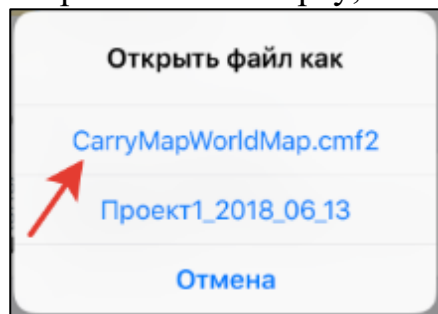 Открыть файл как
CarryMapWorldMap.cmf2
Проект1_2018_06_13
Отмена